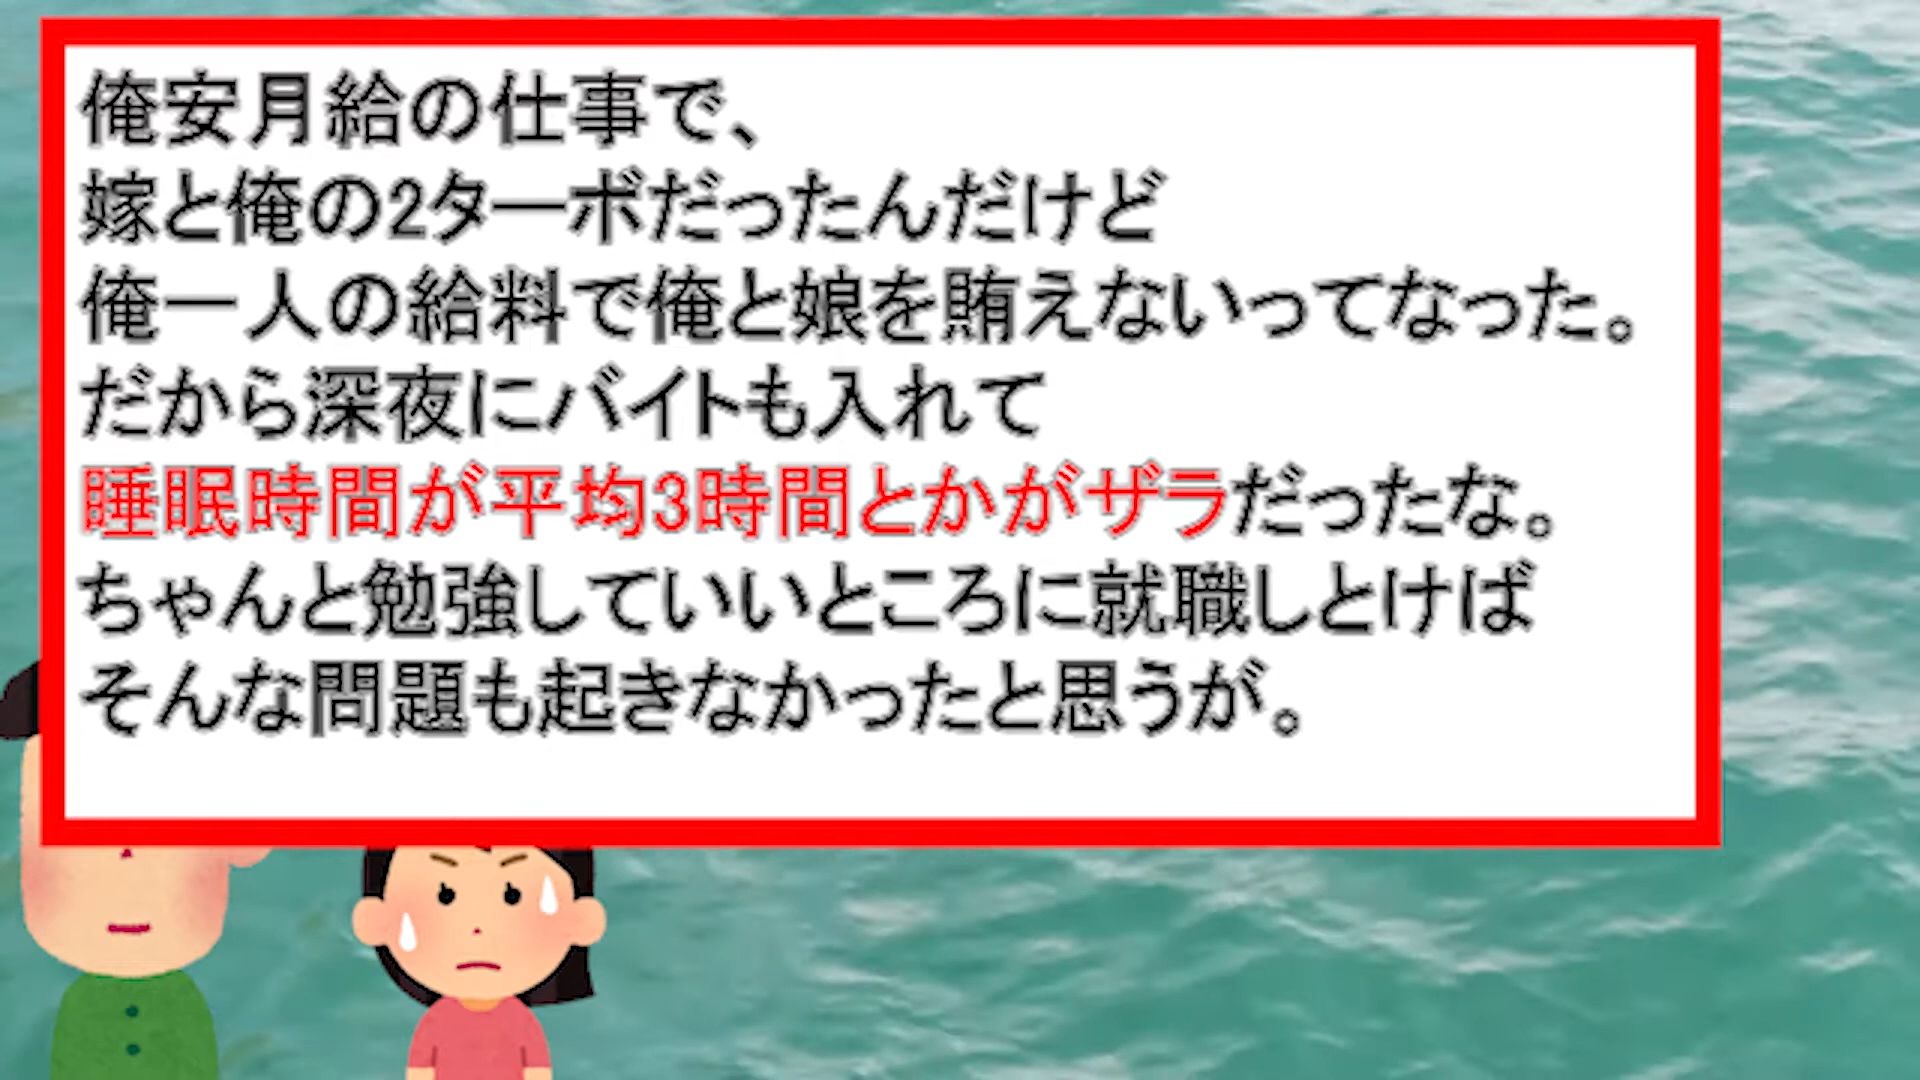 俺安月給の仕事で、
嫁と俺の2ターボだったんだけど
俺一人の給料で俺と娘を賄えないってなった。
だから深夜にバイトも入れて
睡眠時間が平均3時間とかがザラだったな。
ちゃんと勉強していいところに就職しとけば
そんな問題も起きなかったと思うが。